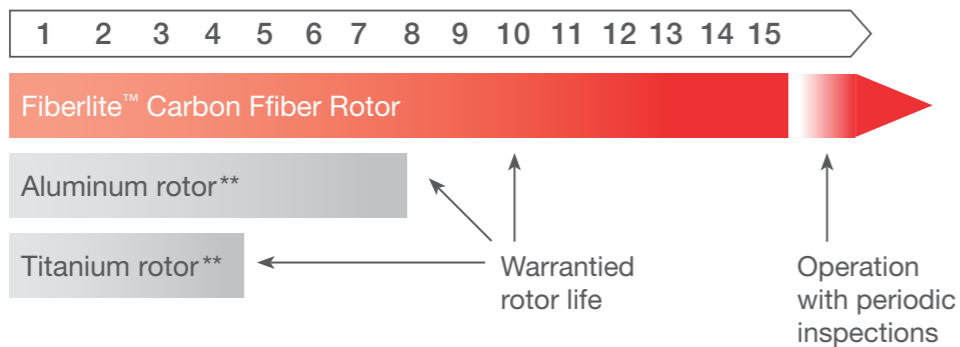 1 2 3 4 5 6 7 8 9 10 11 12 13 14 15
Fiberlite™ Carbon Ffiber Rotor
Aluminum rotor**
Titanium rotor**
Warrantied
rotor life
Operation
with periodic
inspections